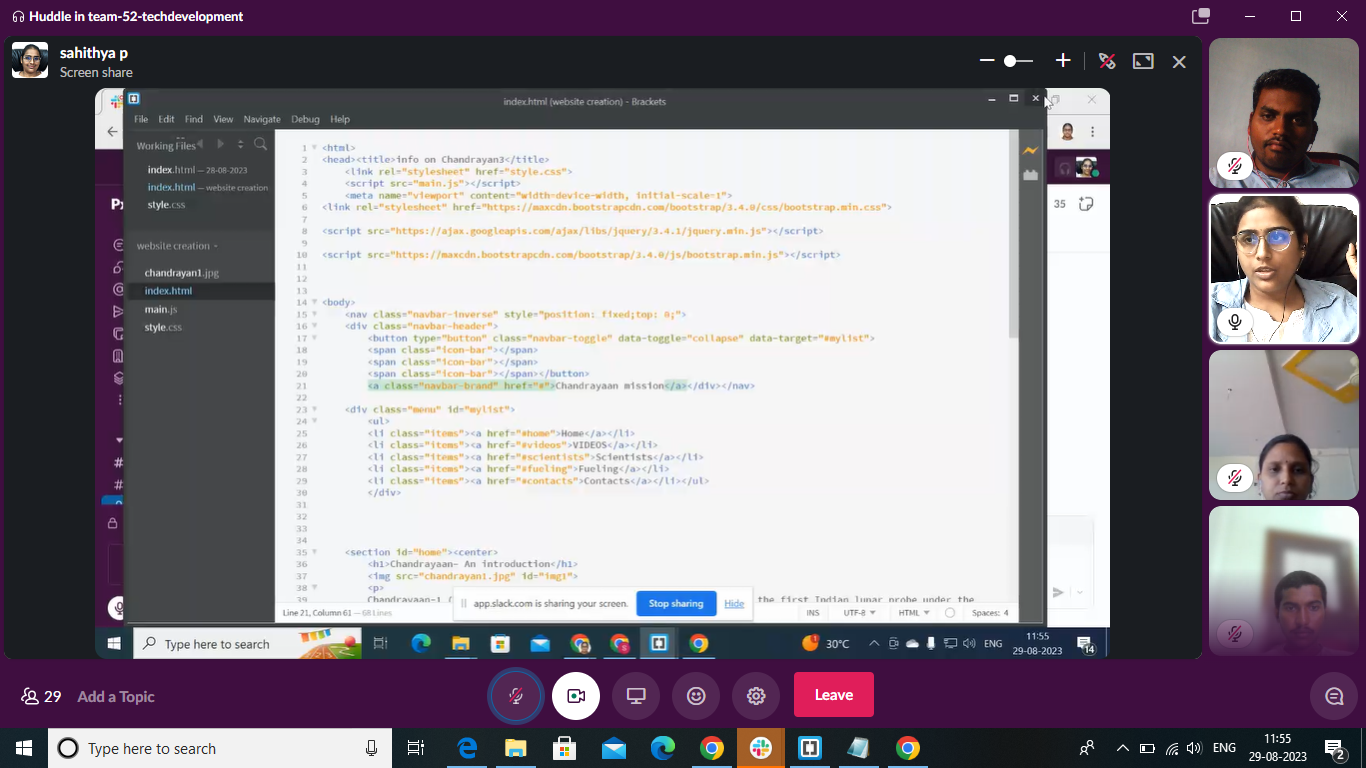 Huddle in team-52-techdevelopment
sahithya p
Screen share
index.html (website creation) - Brackets
File Edit Find View Navigate Debug Help
Working Files
index.html — 28-08-2023
index.html — website creation
style.css
website creation -
chandrayan1.jpg
index.html
main.js
style.css
1 <html>
2 <head><title>info on Chandrayan3</title>
3 <link rel="stylesheet" href="style.css">
4 <script src="main.js"></script>
5 <meta name="viewport" content="width=device-width, initial-scale=1">
6 <link rel="stylesheet" href="https://maxcdn.bootstrapcdn.com/bootstrap/3.4.0/css/bootstrap.min.css">
7
8 <script src="https://ajax.googleapis.com/ajax/libs/jquery/3.4.1/jquery.min.js"></script>
9
10 <script src="https://maxcdn.bootstrapcdn.com/bootstrap/3.4.0/js/bootstrap.min.js"></script>
11
12
13
14 <body>
15 <nav class="navbar-inverse" style="position: fixed;top: 0;">
16 <div class="navbar-header">
17 <button type="button" class="navbar-toggle" data-toggle="collapse" data-target="#mylist">
18 <span class="icon-bar"></span>
19 <span class="icon-bar"></span>
20 <span class="icon-bar"></span></button>
21 <a class="navbar-brand" href="#">Chandrayaan mission</a></div></nav>
22
23 <div class="menu" id="mylist">
24 <ul>
25 <li class="items"><a href="#home">Home</a></li>
26 <li class="items"><a href="#videos">VIDEOS</a></li>
27 <li class="items"><a href="#scientists">Scientists</a></li>
28 <li class="items"><a href="#fueling">Fueling</a></li>
29 <li class="items"><a href="#contacts">Contacts</a></li></ul>
30 </div>
31
32
33
34
35 <section id="home"><center>
36 <h1>Chandrayaan- An introduction</h1>
37 <img src="chandrayan1.jpg" id="img1">
38 <p>
the first Indian lunar probe under the
35
app.slack.com is sharing your screen. Stop sharing Hide
Line 21, Column 61 — 68 Lines INS UTF-8 HTML Spaces: 4
Type here to search 30°C ENG 11:55
29-08-2023 14
29 Add a Topic Leave
Type here to search ENG 11:55
29-08-2023 2